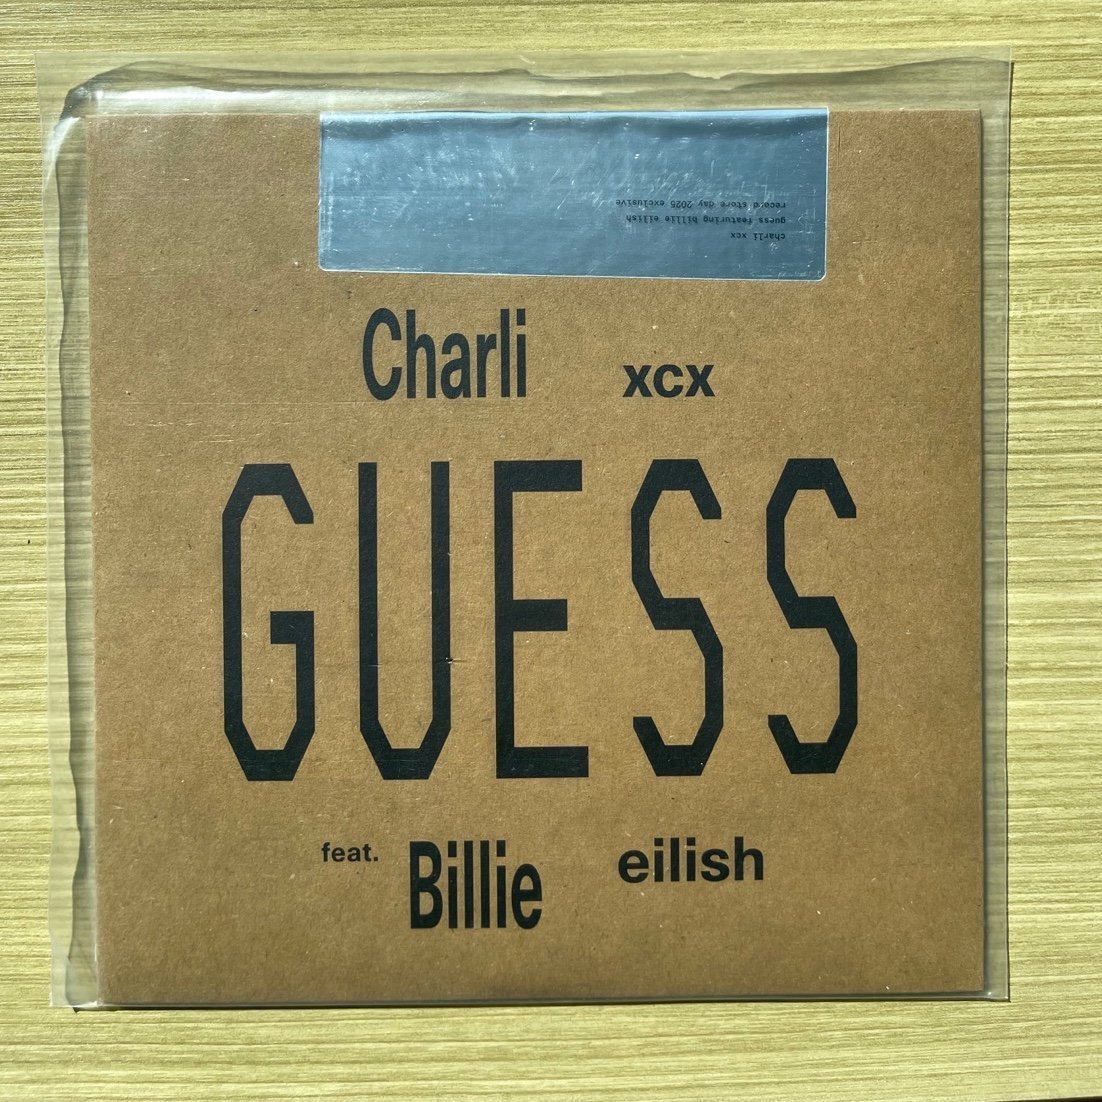 charli xcx
guess featuring billie eilish
record store day 2025 exclusive
Charli xcx
GUESS
feat. Billie eilish